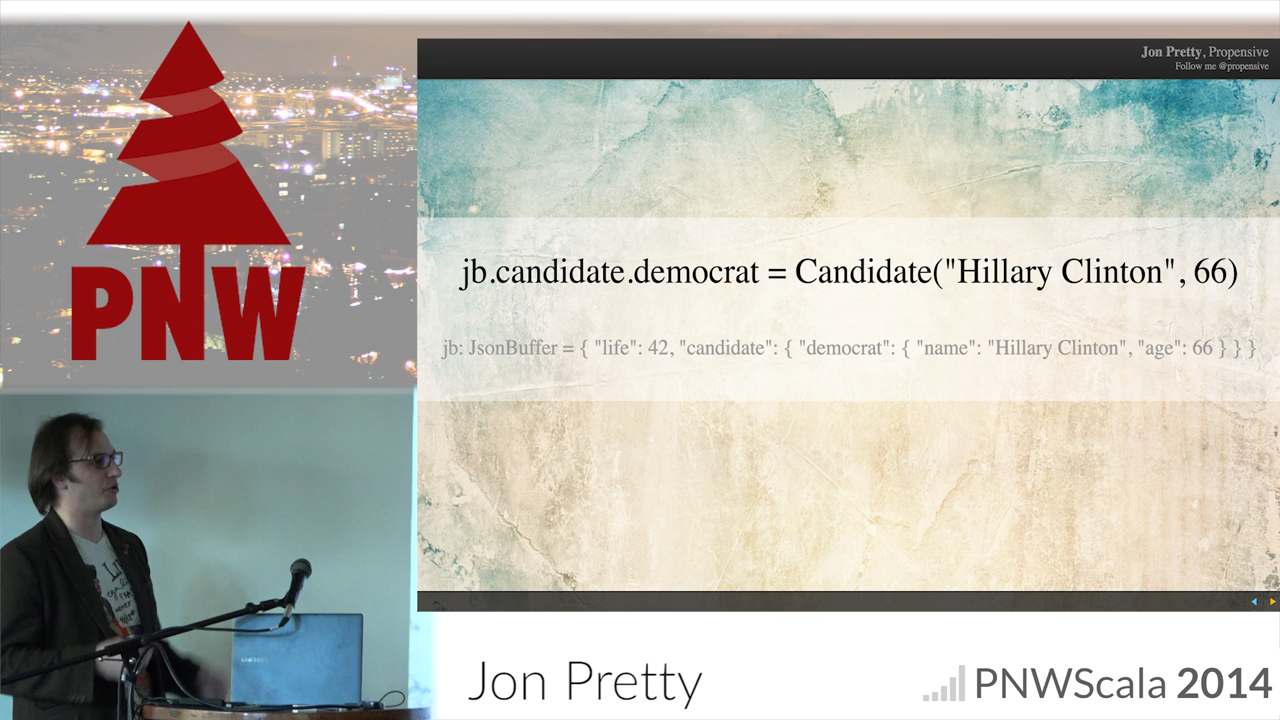 PNW
Jon Pretty, Propensive
Follow me @propensive
jb.candidate.democrat = Candidate("Hillary Clinton", 66)
jb: JsonBuffer = { "life": 42, "candidate": { "democrat": { "name": "Hillary Clinton", "age": 66 } } }
SAMSUNG
Jon Pretty
PNWScala 2014